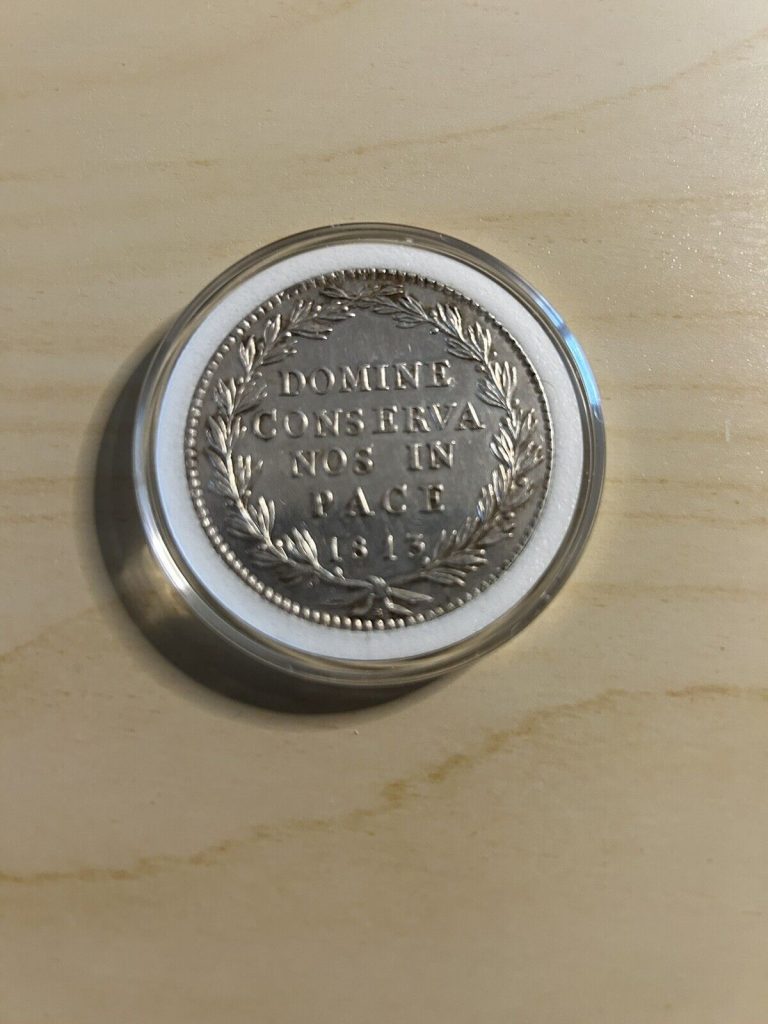 DOMINE
CONSERVA
NOS IN
PACE
1813